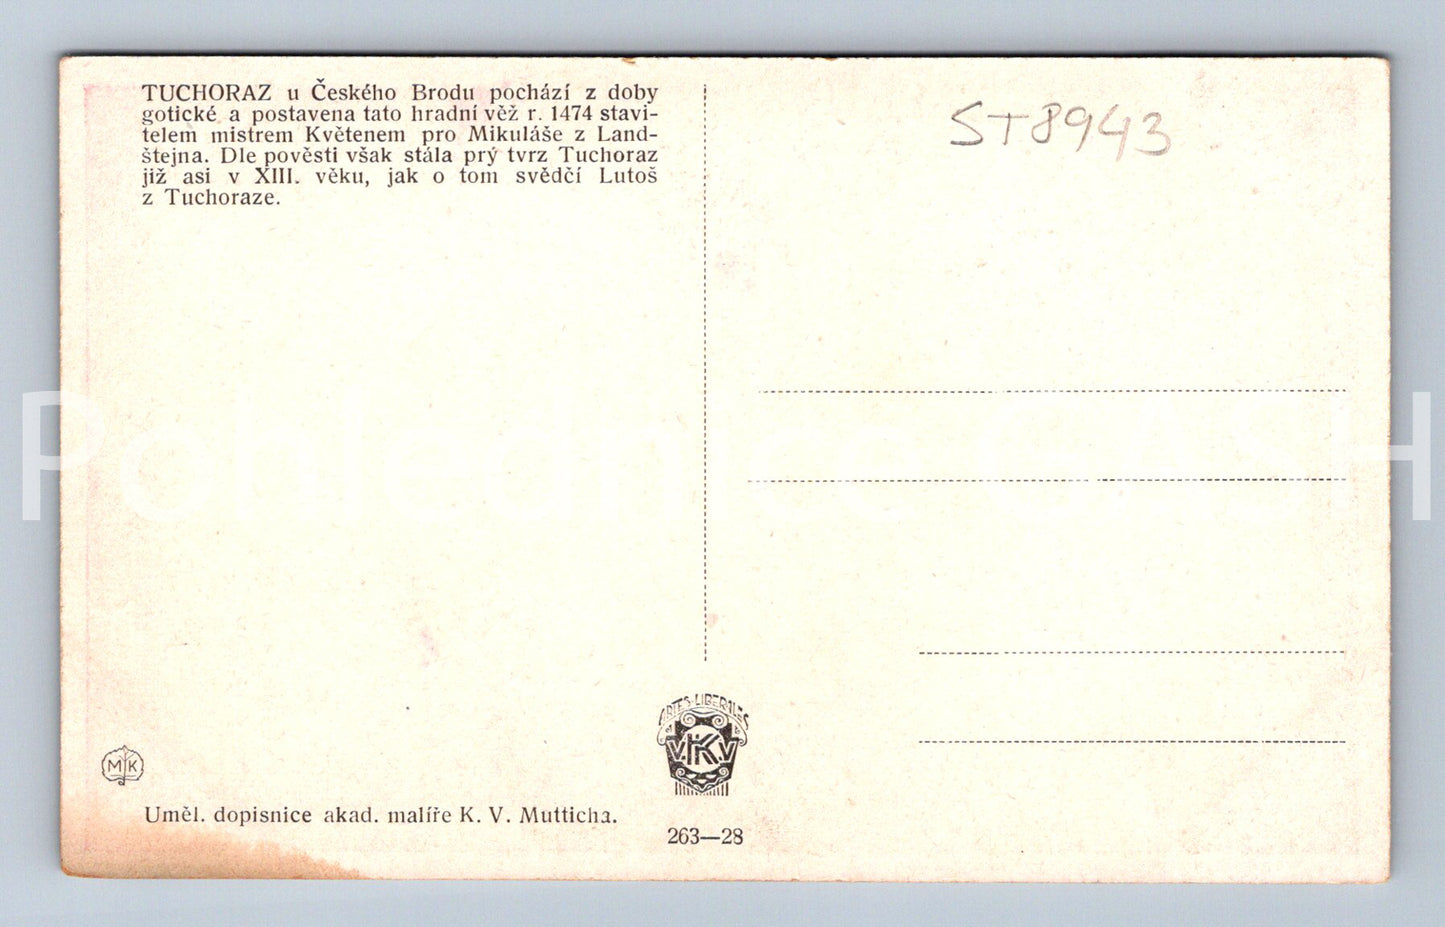 TUCHORAZ u Českého Brodu pochází z doby
gotické a postavena tato hradní věž r. 1474 stavi-
telem mistrem Květenem pro Mikuláše z Land-
štejna. Dle pověsti však stála prý tvrz Tuchoraz
již asi v XIII. věku, jak o tom svědčí Lutoš
z Tuchoraze.
ST8943
Pohlednice GASH
ARTES LIBERALES
V.K.K.V
MK
Uměl. dopisnice akad. malíře K. V. Mutticha.
263—28